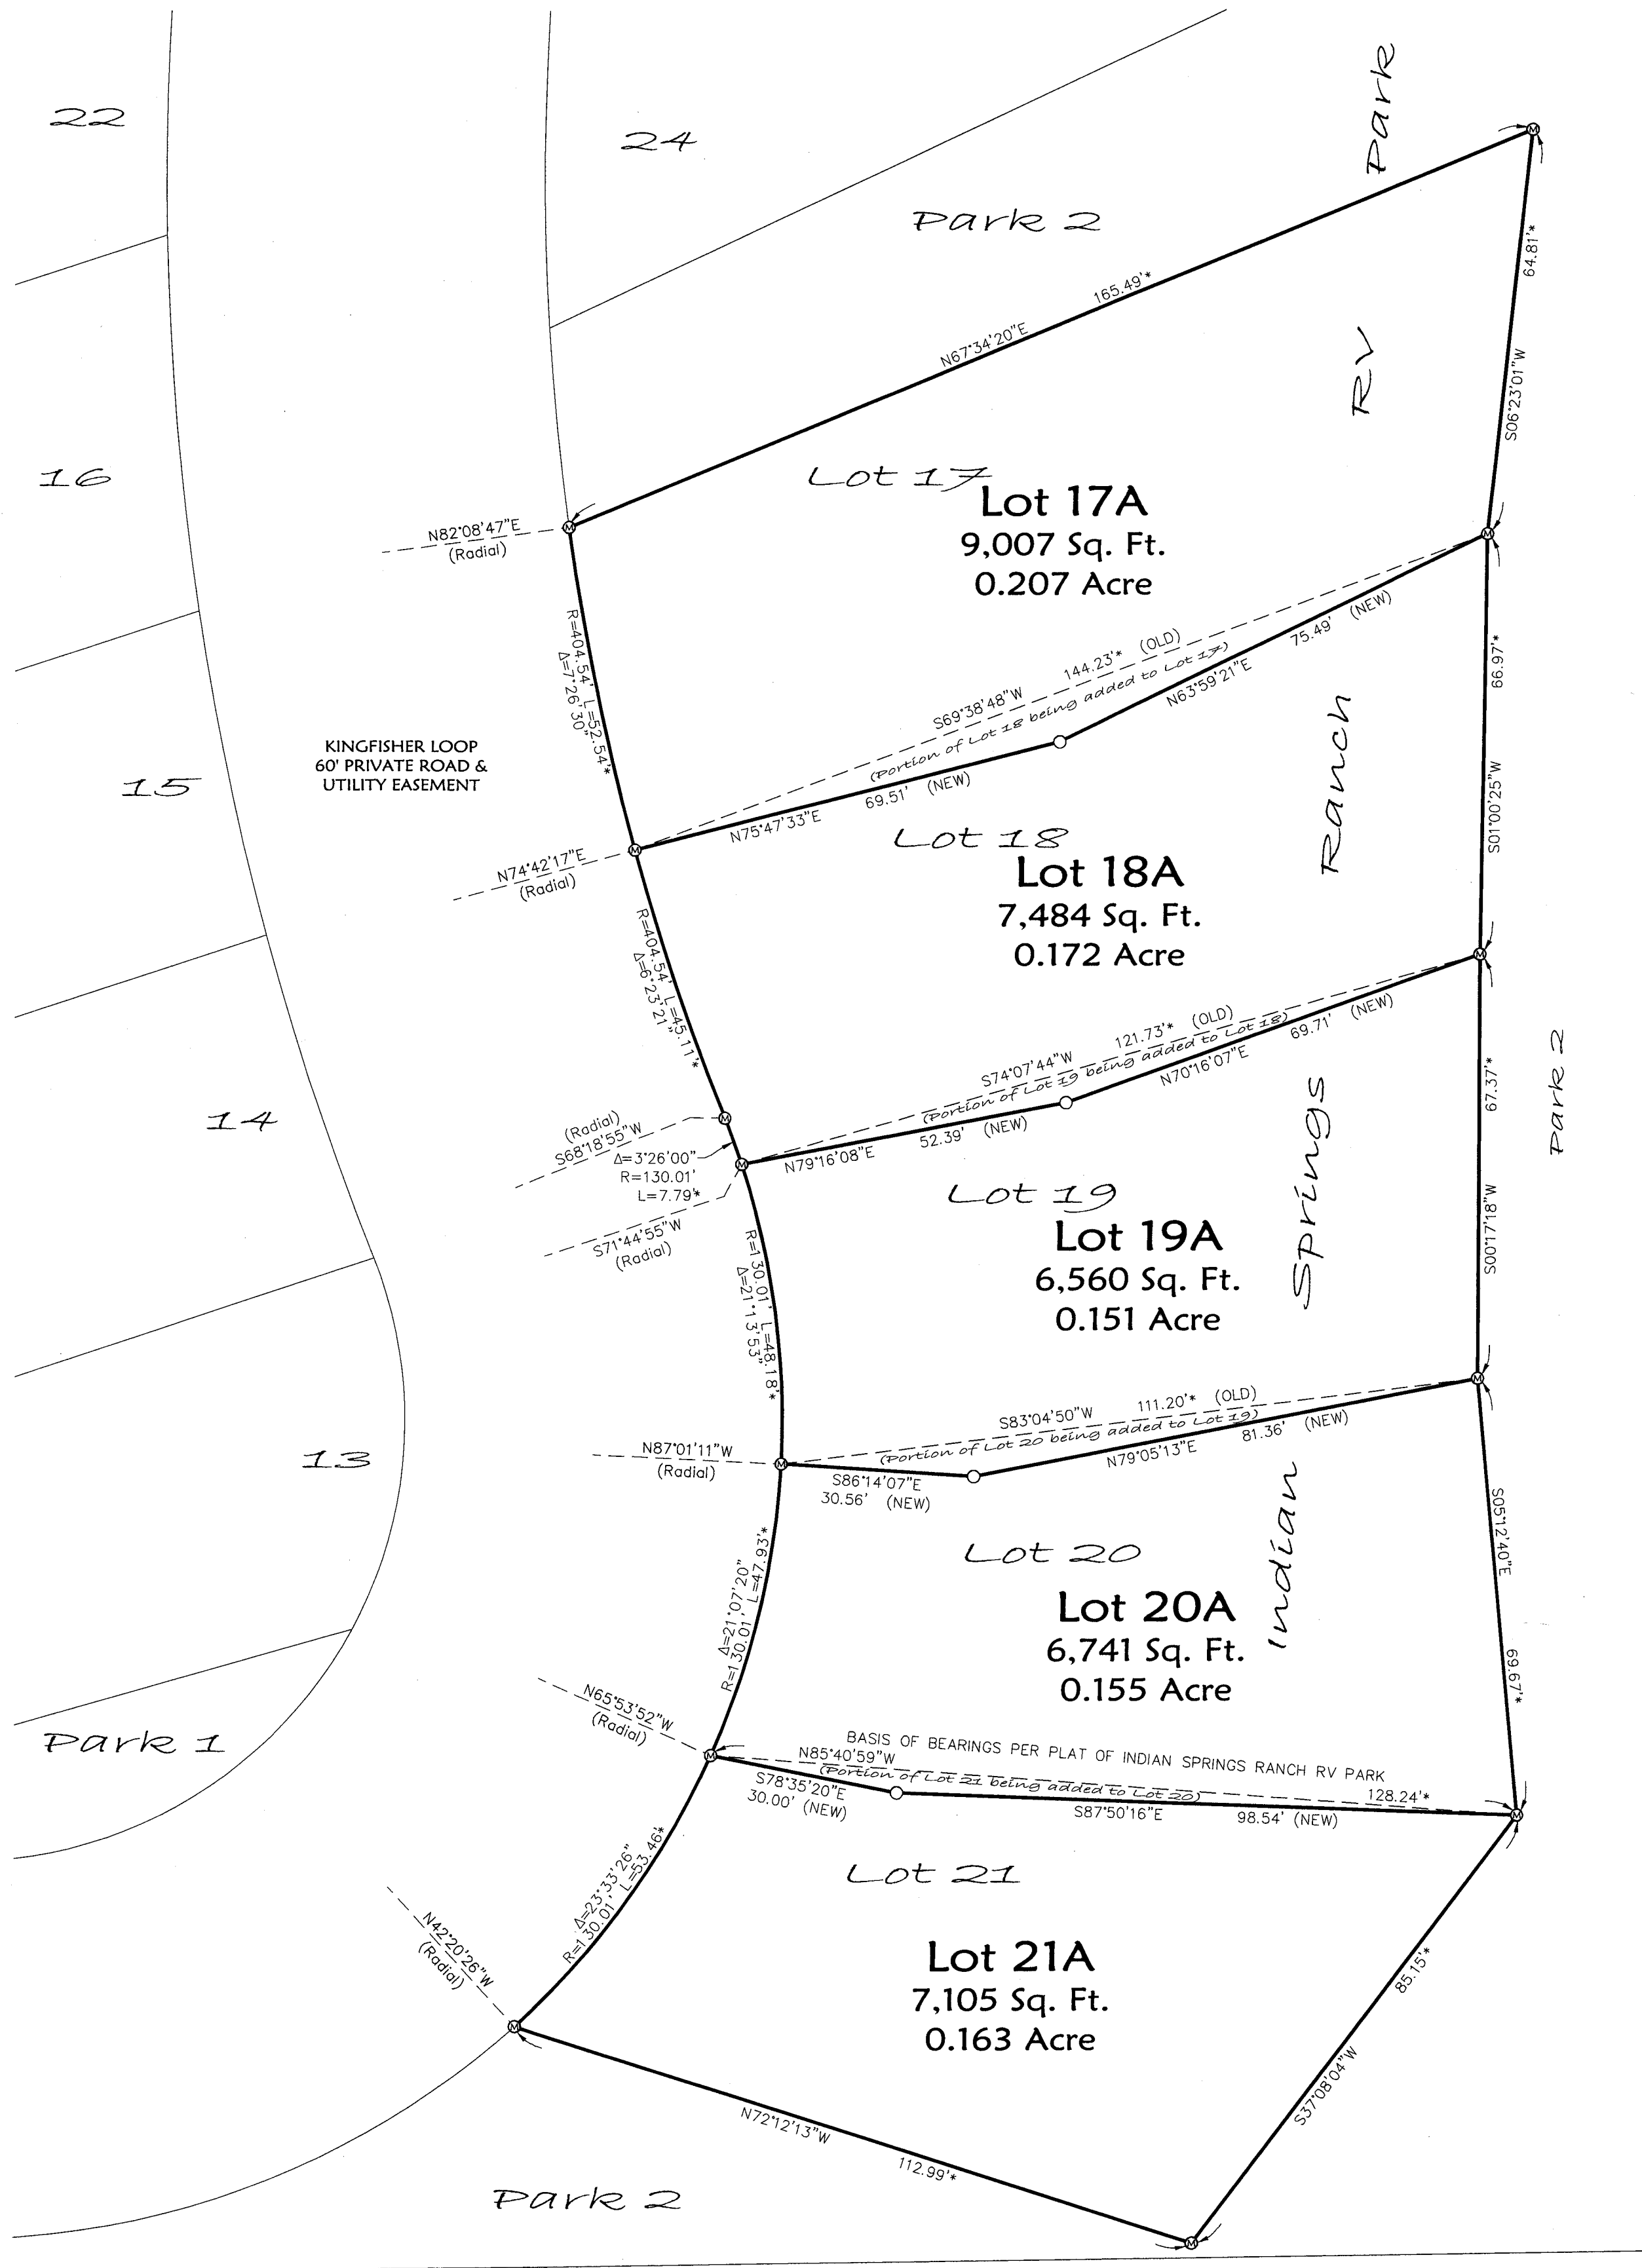 22
24
Park
Park 2
64.81'*
165.49'*
N67°34'20"E
RV
S06°23'01"W
16
Lot 17
Lot 17A
9,007 Sq. Ft.
0.207 Acre
N82°08'47"E
(Radial)
R=404.54' L=52.54'*
Δ=7°26'30"
75.49' (NEW)
144.23'* (OLD)
S69°38'48"W
(Portion of Lot 18 being added to Lot 17)
N63°59'21"E
66.97'*
Ranch
KINGFISHER LOOP
60' PRIVATE ROAD &
UTILITY EASEMENT
15
69.51' (NEW)
N75°47'33"E
S01°00'25"W
Lot 18
Lot 18A
7,484 Sq. Ft.
0.172 Acre
N74°42'17"E
(Radial)
R=404.54' L=45.11'*
Δ=6°23'21"
69.71' (NEW)
121.73'* (OLD)
S74°07'44"W
(Portion of Lot 19 being added to Lot 18)
N70°16'07"E
67.37'*
Park 2
14
52.39' (NEW)
N79°16'08"E
(Radial)
S68°18'55"W
Δ=3°26'00"
R=130.01'
L=7.79'*
S71°44'55"W
(Radial)
Springs
S00°17'18"W
Lot 19
Lot 19A
6,560 Sq. Ft.
0.151 Acre
R=130.01' L=48.18'*
Δ=21°13'53"
13
S83°04'50"W 111.20'* (OLD)
(Portion of Lot 20 being added to Lot 19)
N79°05'13"E 81.36' (NEW)
N87°01'11"W
(Radial)
S86°14'07"E
30.56' (NEW)
Indian
S05°12'40"E
69.67'*
Lot 20
Lot 20A
6,741 Sq. Ft.
0.155 Acre
Δ=21°07'20"
R=130.01' L=47.93'*
N65°53'52"W
(Radial)
Park 1
BASIS OF BEARINGS PER PLAT OF INDIAN SPRINGS RANCH RV PARK
N85°40'59"W
128.24'*
(Portion of Lot 21 being added to Lot 20)
S78°35'20"E
30.00' (NEW)
S87°50'16"E 98.54' (NEW)
Lot 21
Lot 21A
7,105 Sq. Ft.
0.163 Acre
Δ=23°33'26"
R=130.01' L=53.46'*
N42°20'26"W
(Radial)
85.15'*
S37°08'04"W
N72°12'13"W
112.99'*
Park 2